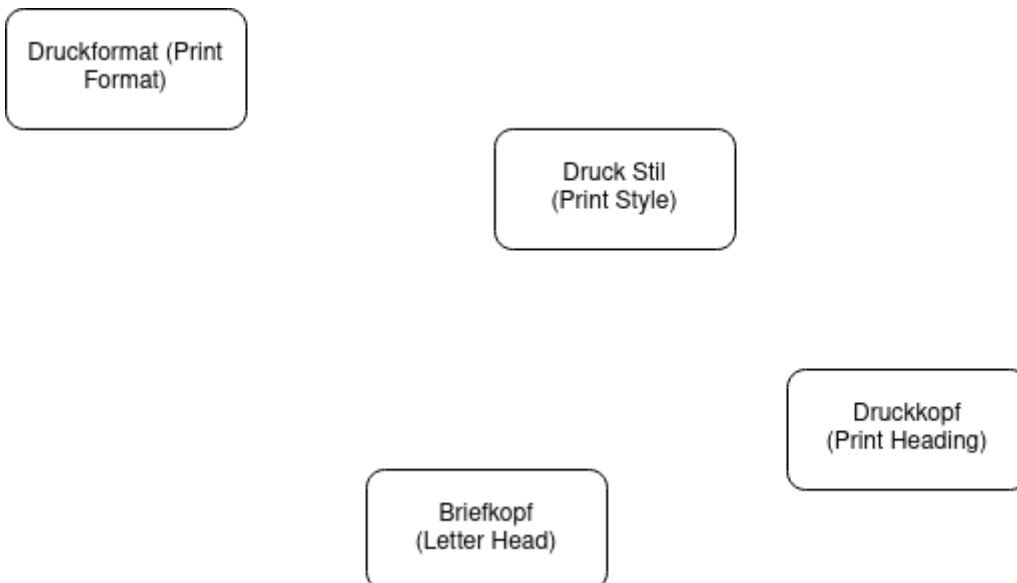 Druckformat (Print
Format)
Druck Stil
(Print Style)
Druckkopf
(Print Heading)
Briefkopf
(Letter Head)